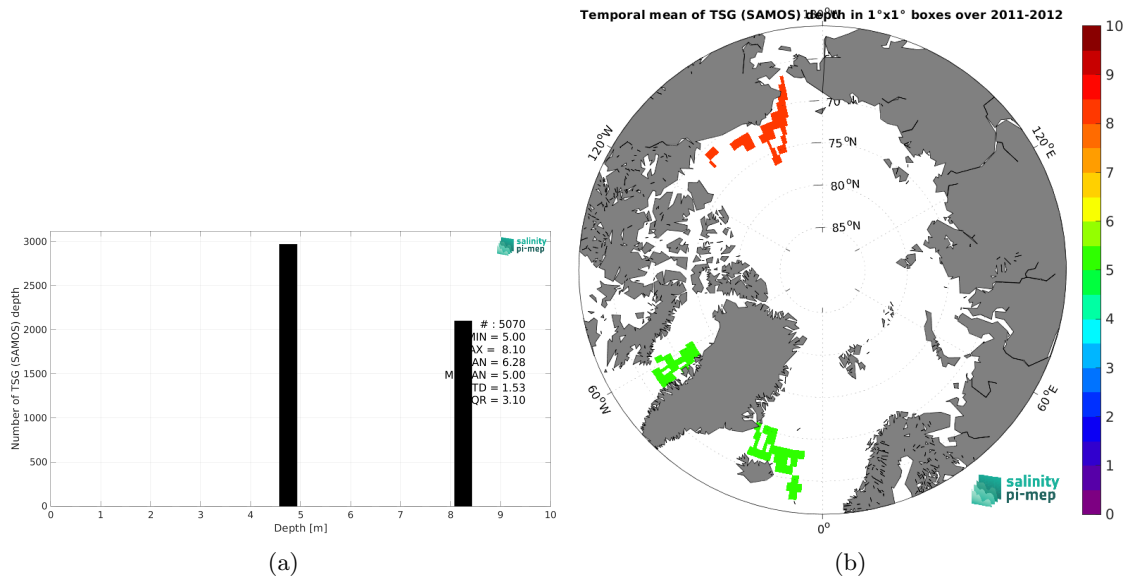 Temporal mean of TSG (SAMOS) depth in 1°x1° boxes over 2011-2012
Number of TSG (SAMOS) depth
3000
2500
2000
1500
1000
500
0
salinity
pi-mep
# : 5070
MIN = 5.00
AX = 8.10
AN = 6.28
M AN = 5.00
TD = 1.53
QR = 3.10
0 1 2 3 4 5 6 7 8 9 10
Depth [m]
120°W
120°E
70
75°N
80°N
85°N
60°W
60°E
0°
salinity
pi-mep
10
9
8
7
6
5
4
3
2
1
0
(a)
(b)